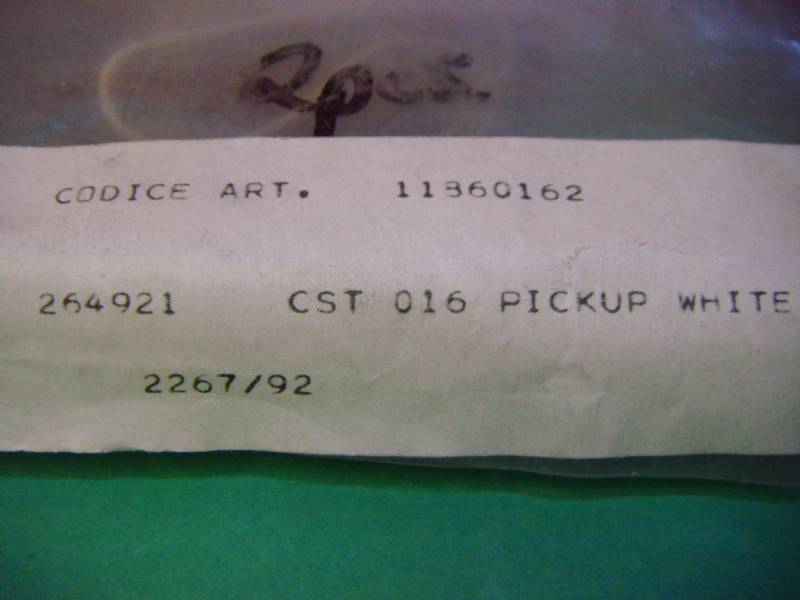 2pcs.
CODICE ART. 11860162
264921 CST 016 PICKUP WHITE
2267/92